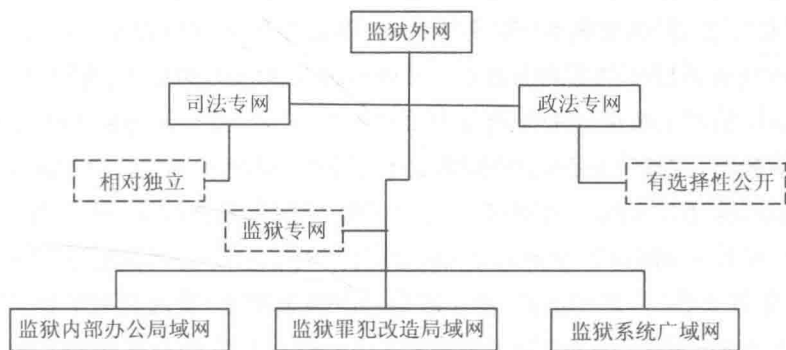 监狱外网
司法专网
政法专网
相对独立
有选择性公开
监狱专网
监狱内部办公局域网
监狱罪犯改造局域网
监狱系统广域网